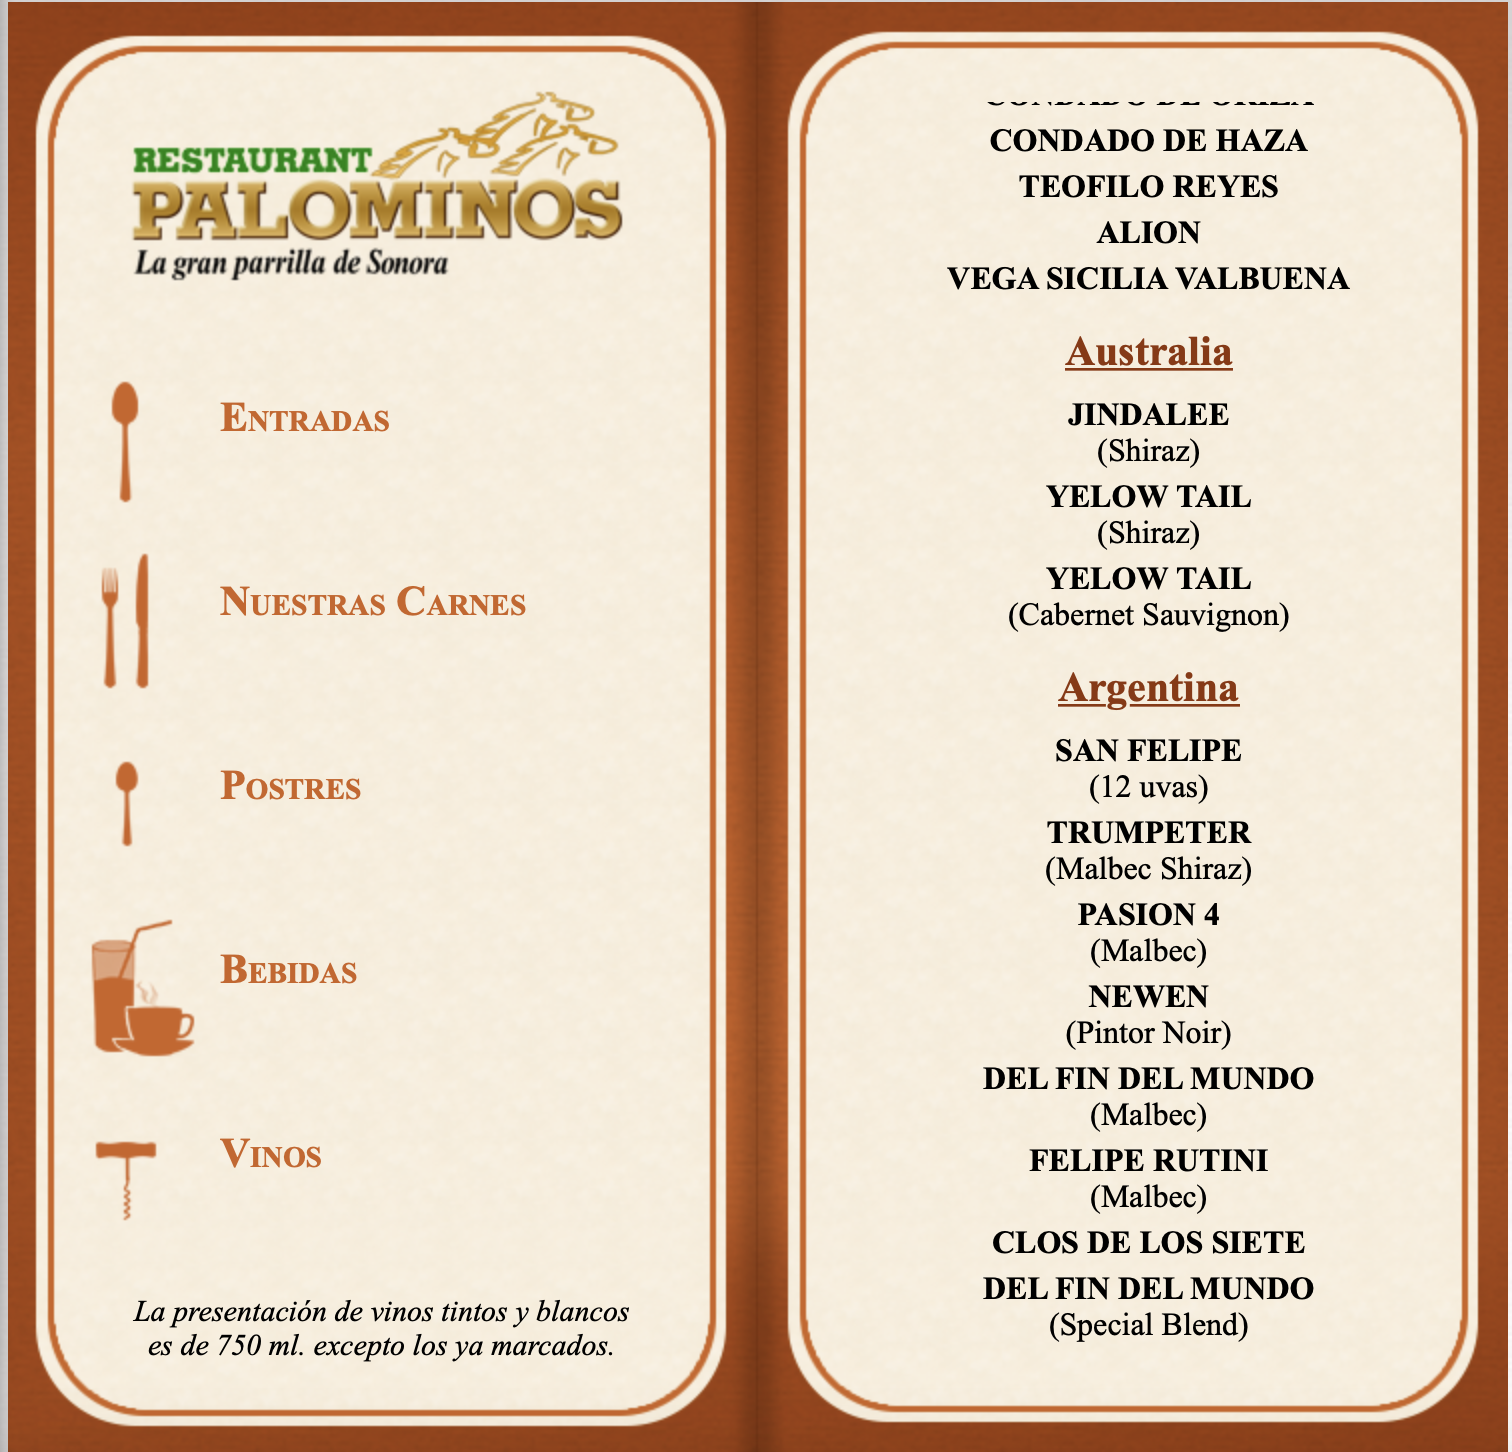 RESTAURANT
PALOMINOS
La gran parrilla de Sonora
ENTRADAS
NUESTRAS CARNES
POSTRES
BEBIDAS
VINOS
La presentación de vinos tintos y blancos
es de 750 ml. excepto los ya marcados.
CONDADO DE HAZA
TEOFILO REYES
ALION
VEGA SICILIA VALBUENA
Australia
JINDALEE
(Shiraz)
YELOW TAIL
(Shiraz)
YELOW TAIL
(Cabernet Sauvignon)
Argentina
SAN FELIPE
(12 uvas)
TRUMPETER
(Malbec Shiraz)
PASION 4
(Malbec)
NEWEN
(Pintor Noir)
DEL FIN DEL MUNDO
(Malbec)
FELIPE RUTINI
(Malbec)
CLOS DE LOS SIETE
DEL FIN DEL MUNDO
(Special Blend)